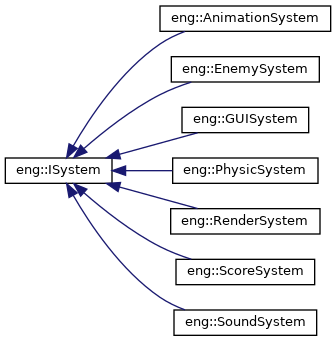 eng::AnimationSystem
eng::EnemySystem
eng::GUISystem
eng::ISystem
eng::PhysicSystem
eng::RenderSystem
eng::ScoreSystem
eng::SoundSystem